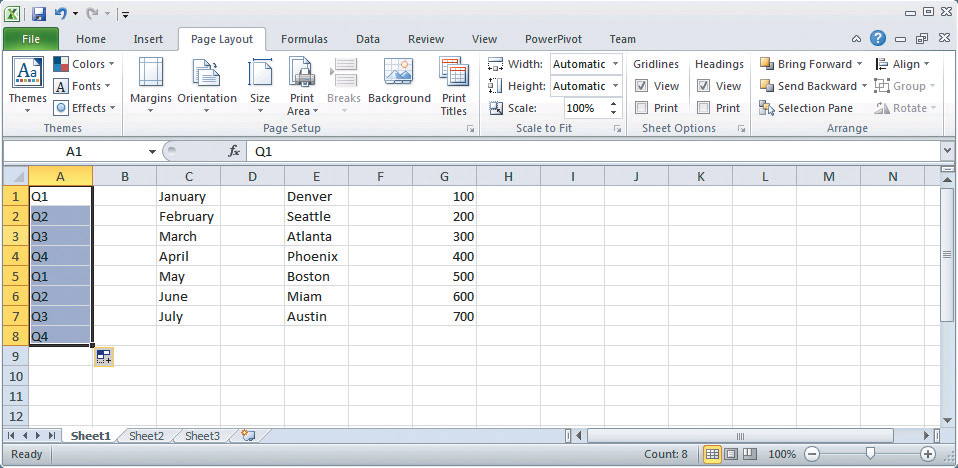 File Home Insert Page Layout Formulas Data Review View PowerPivot Team
Aa Colors Width: Automatic Gridlines Headings Bring Forward Align
A Fonts Height: Automatic View View Send Backward Group
Themes Effects Margins Orientation Size Print Area Breaks Background Print Titles Scale: 100% Print Print Selection Pane Rotate
Themes Page Setup Scale to Fit Sheet Options Arrange
A1 fx Q1
A B C D E F G H I J K L M N
1 Q1 January Denver 100
2 Q2 February Seattle 200
3 Q3 March Atlanta 300
4 Q4 April Phoenix 400
5 Q1 May Boston 500
6 Q2 June Miam 600
7 Q3 July Austin 700
8 Q4
9
10
11
12
Sheet1 Sheet2 Sheet3
Ready Count: 8 100%